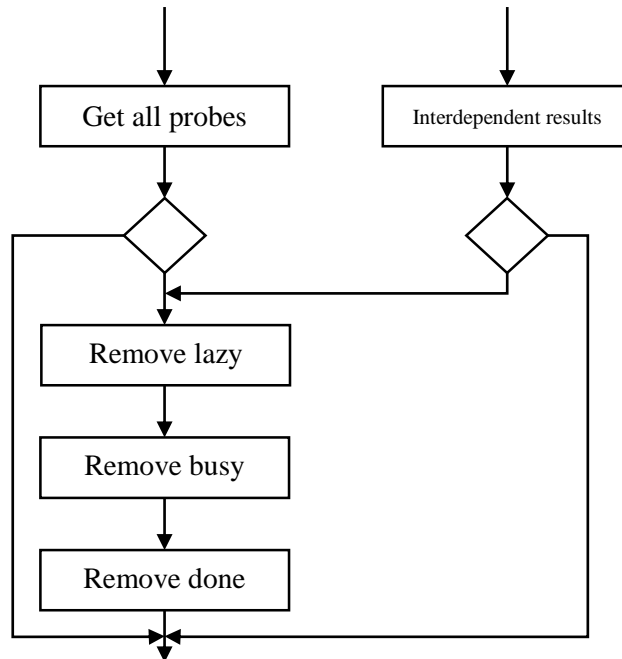 Get all probes
Interdependent results
Remove lazy
Remove busy
Remove done